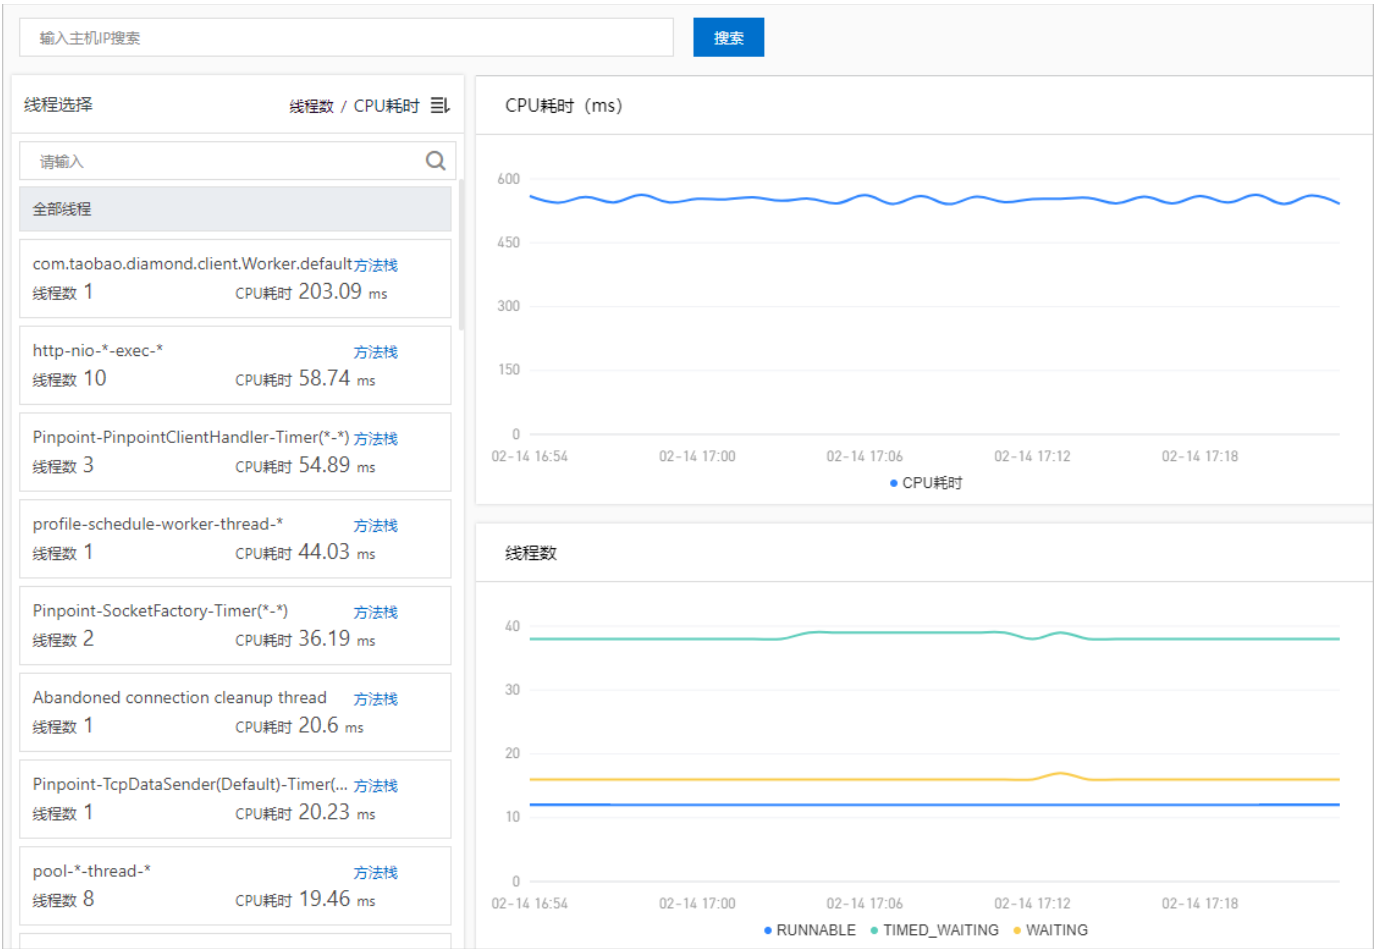 输入主机IP搜索
搜索
线程选择
线程数 / CPU耗时
请输入
全部线程
com.taobao.diamond.client.Worker.default 方法栈
线程数 1 CPU耗时 203.09 ms
http-nio-*-exec-* 方法栈
线程数 10 CPU耗时 58.74 ms
Pinpoint-PinpointClientHandler-Timer(*-*) 方法栈
线程数 3 CPU耗时 54.89 ms
profile-schedule-worker-thread-* 方法栈
线程数 1 CPU耗时 44.03 ms
Pinpoint-SocketFactory-Timer(*-*) 方法栈
线程数 2 CPU耗时 36.19 ms
Abandoned connection cleanup thread 方法栈
线程数 1 CPU耗时 20.6 ms
Pinpoint-TcpDataSender(Default)-Timer(... 方法栈
线程数 1 CPU耗时 20.23 ms
pool-*-thread-* 方法栈
线程数 8 CPU耗时 19.46 ms
CPU耗时（ms）
600
450
300
150
0
02-14 16:54 02-14 17:00 02-14 17:06 02-14 17:12 02-14 17:18
CPU耗时
线程数
40
30
20
10
0
02-14 16:54 02-14 17:00 02-14 17:06 02-14 17:12 02-14 17:18
RUNNABLE TIMED_WAITING WAITING